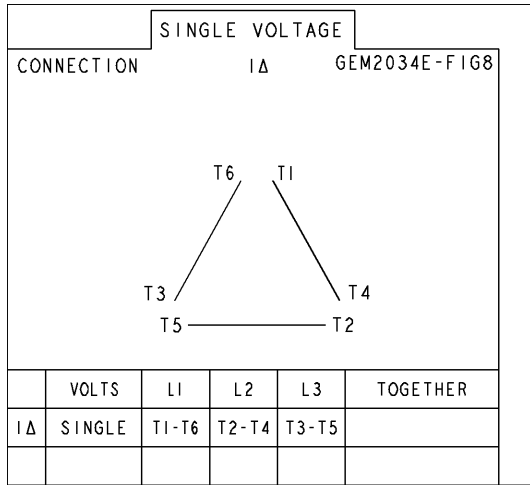 SINGLE VOLTAGE
CONNECTION 1Δ GEM2034E-FIG8
T6 T1
T3 T4
T5 T2
VOLTS L1 L2 L3 TOGETHER
1Δ SINGLE T1-T6 T2-T4 T3-T5